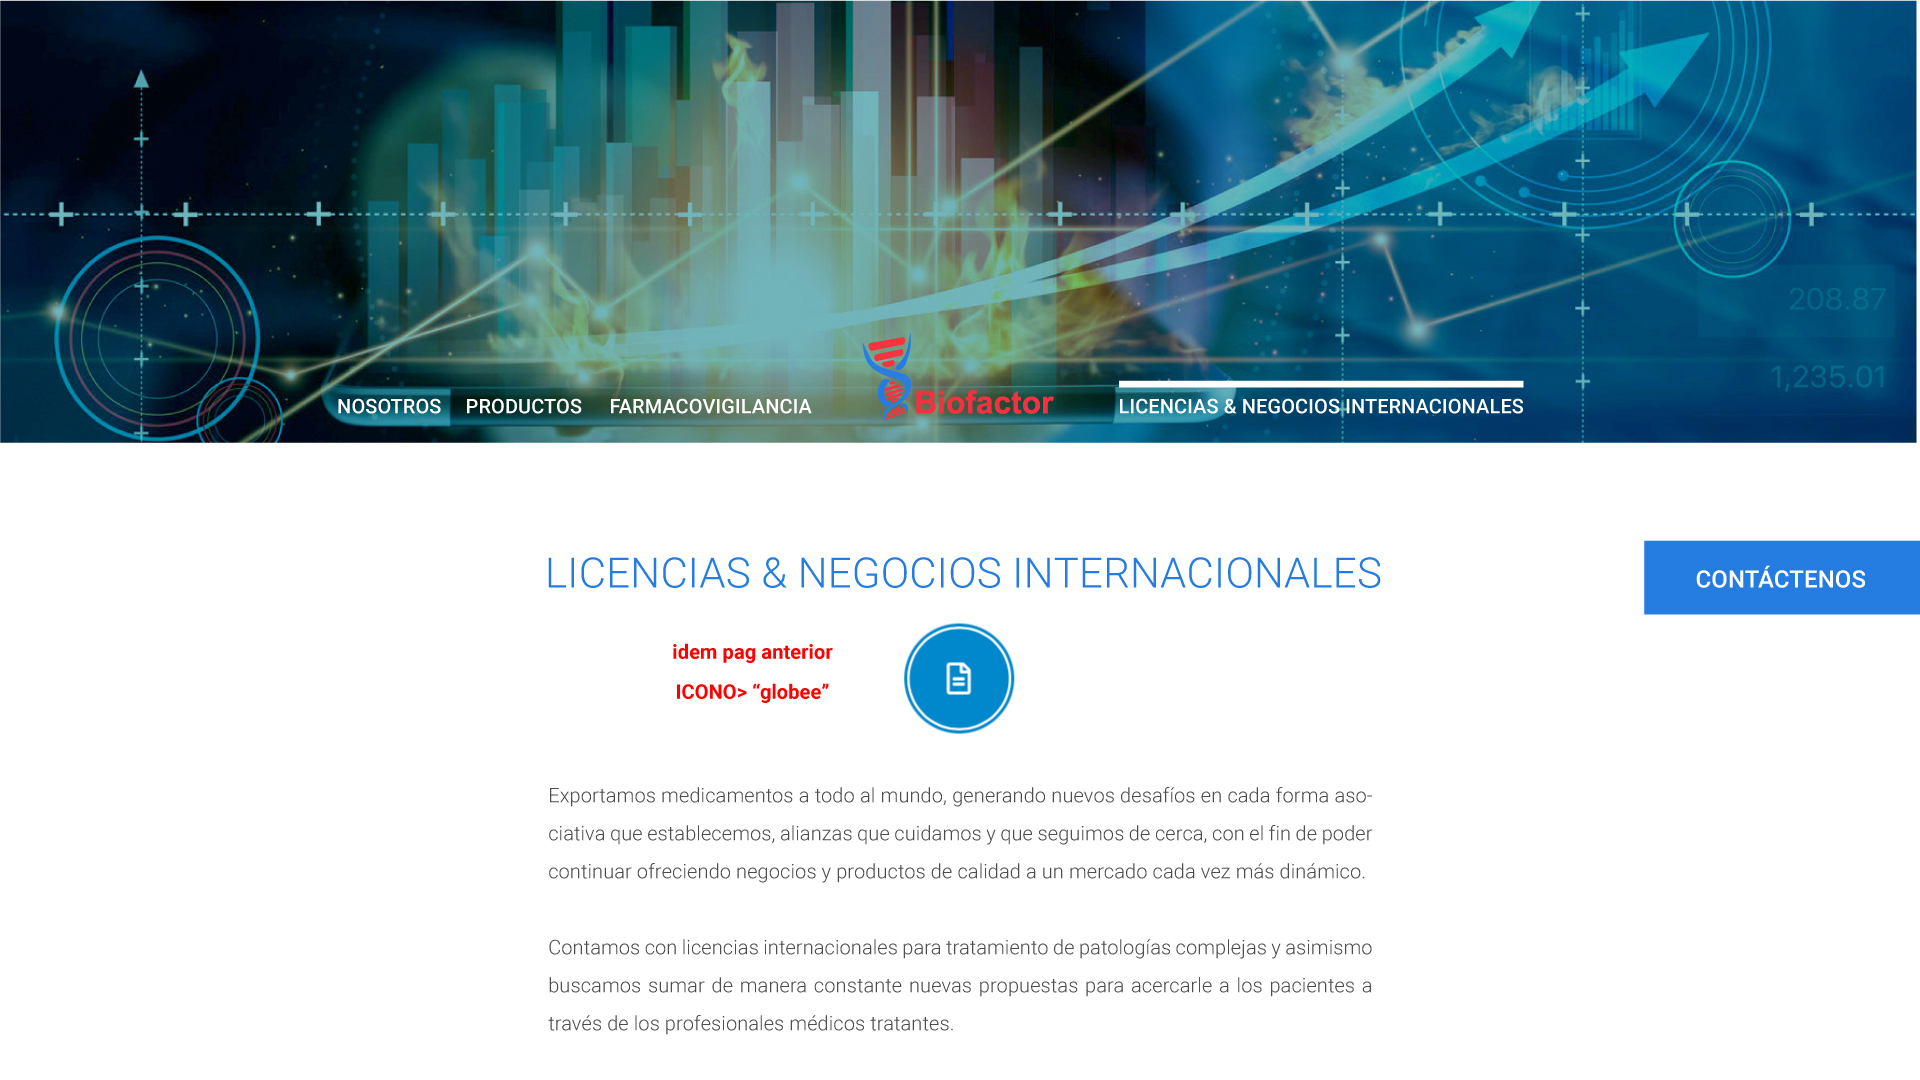 208.87
1,235.01
NOSOTROS PRODUCTOS FARMACOVIGILANCIA Biofactor LICENCIAS & NEGOCIOS INTERNACIONALES
LICENCIAS & NEGOCIOS INTERNACIONALES
CONTÁCTENOS
idem pag anterior
ICONO> “globee”
Exportamos medicamentos a todo al mundo, generando nuevos desafíos en cada forma aso-
ciativa que establecemos, alianzas que cuidamos y que seguimos de cerca, con el fin de poder
continuar ofreciendo negocios y productos de calidad a un mercado cada vez más dinámico.
Contamos con licencias internacionales para tratamiento de patologías complejas y asimismo
buscamos sumar de manera constante nuevas propuestas para acercarle a los pacientes a
través de los profesionales médicos tratantes.